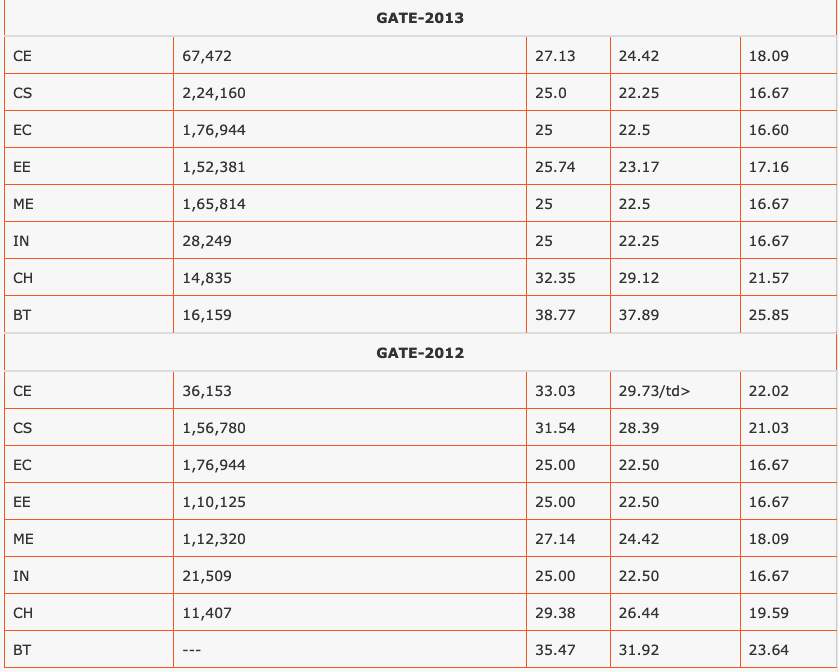 GATE-2013
CE 67,472 27.13 24.42 18.09
CS 2,24,160 25.0 22.25 16.67
EC 1,76,944 25 22.5 16.60
EE 1,52,381 25.74 23.17 17.16
ME 1,65,814 25 22.5 16.67
IN 28,249 25 22.25 16.67
CH 14,835 32.35 29.12 21.57
BT 16,159 38.77 37.89 25.85
GATE-2012
CE 36,153 33.03 29.73/td> 22.02
CS 1,56,780 31.54 28.39 21.03
EC 1,76,944 25.00 22.50 16.67
EE 1,10,125 25.00 22.50 16.67
ME 1,12,320 27.14 24.42 18.09
IN 21,509 25.00 22.50 16.67
CH 11,407 29.38 26.44 19.59
BT --- 35.47 31.92 23.64